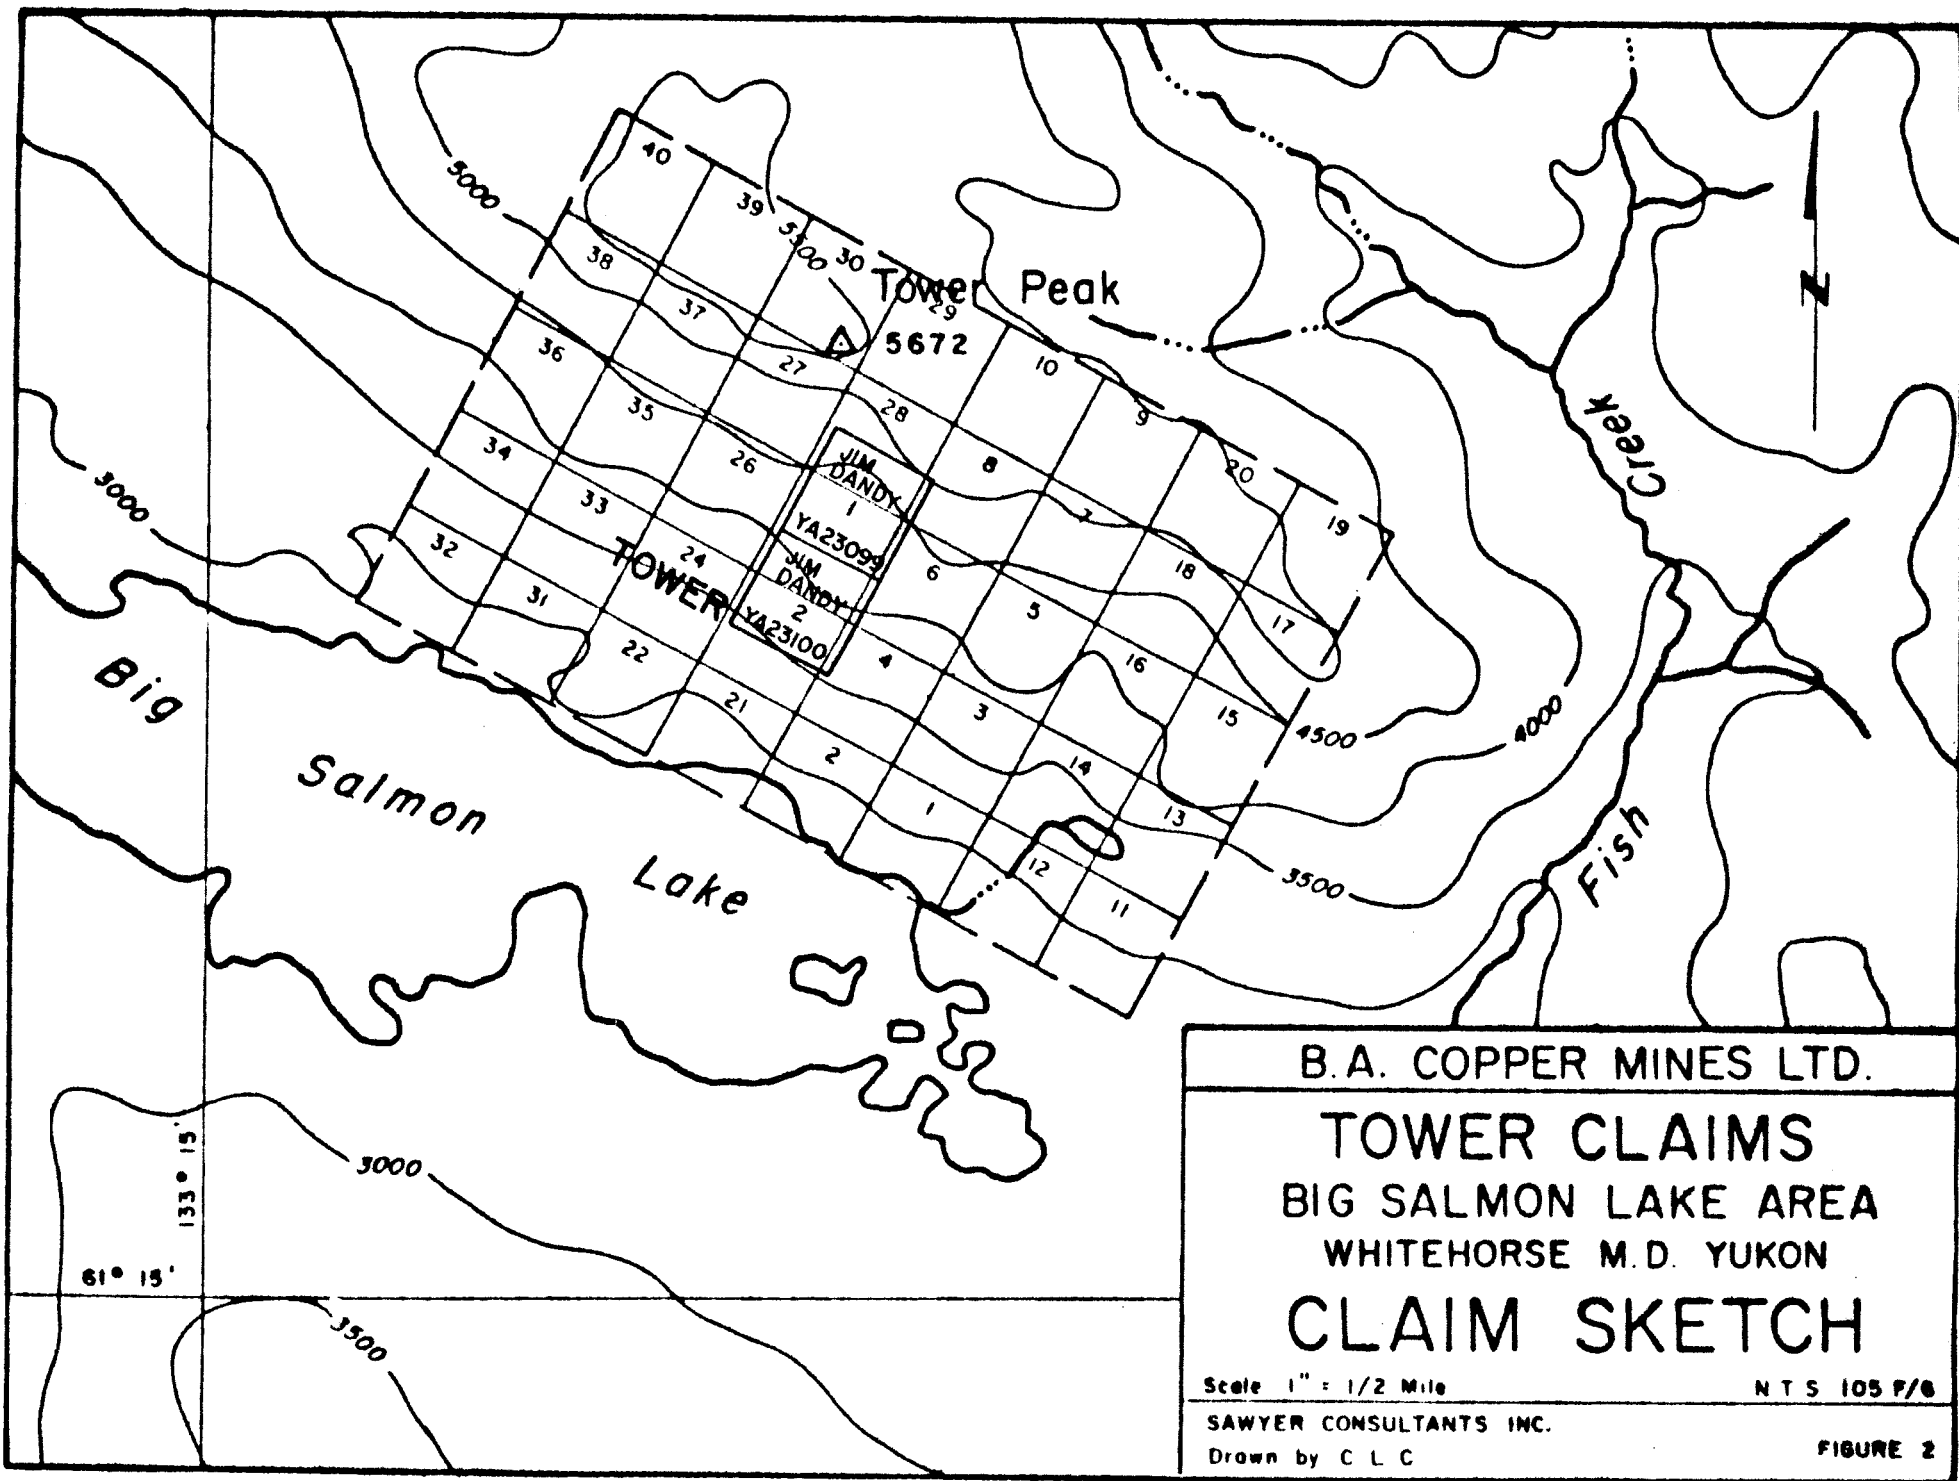 40
39
5500
30
29
5000
38
37
Tower Peak
5672
36
27
10
35
28
9
34
26
JIM
DANDY
1
YA23099
8
20
3000
33
7
19
32
24
TOWER
JIM
DANDY
2
YA23100
6
18
31
5
17
22
4
16
21
3
15
2
14
1
13
12
11
4500
4000
3500
N
Creek
Fish
Big
Salmon
Lake
133° 15'
3000
61° 15'
3500
B.A. COPPER MINES LTD.
TOWER CLAIMS
BIG SALMON LAKE AREA
WHITEHORSE M.D. YUKON
CLAIM SKETCH
Scale 1" = 1/2 Mile
NTS 105 F/6
SAWYER CONSULTANTS INC.
Drawn by C L C
FIGURE 2